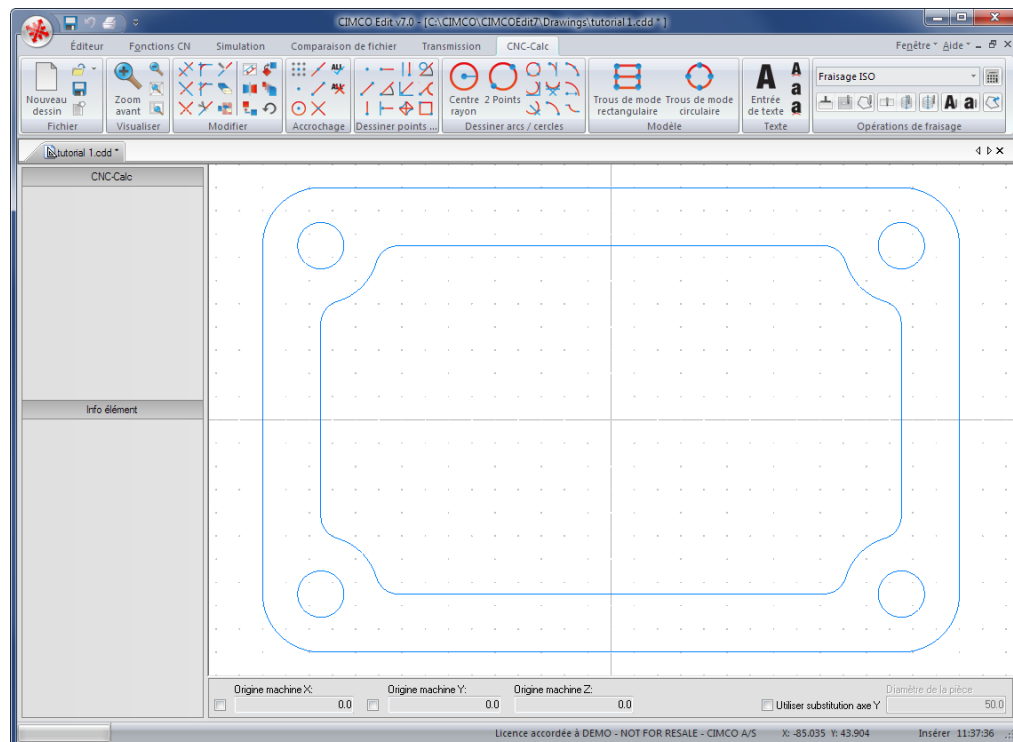 CIMCO Edit v7.0 - [C:\CIMCO\CIMCOEdit7\Drawings\tutorial 1.cdd * ]
Éditeur Fonctions CN Simulation Comparaison de fichier Transmission CNC-Calc Fenêtre Aide
Nouveau dessin
Fichier
Zoom avant
Visualiser
Modifier
ALL ALL
Accrochage
Dessiner points ...
Centre rayon
2 Points
Dessiner arcs / cercles
Trous de mode rectangulaire
Trous de mode circulaire
Modèle
A
Entrée de texte
A
a
a
Texte
Fraisage ISO
A a
Opérations de fraisage
tutorial 1.cdd *
CNC-Calc
Info élément
Origine machine X: Origine machine Y: Origine machine Z: Diamètre de la pièce
0.0 0.0 0.0 Utiliser substitution axe Y 50.0
Licence accordée à DEMO - NOT FOR RESALE - CIMCO A/S X: -85.035 Y: 43.904 Insérer 11:37:36